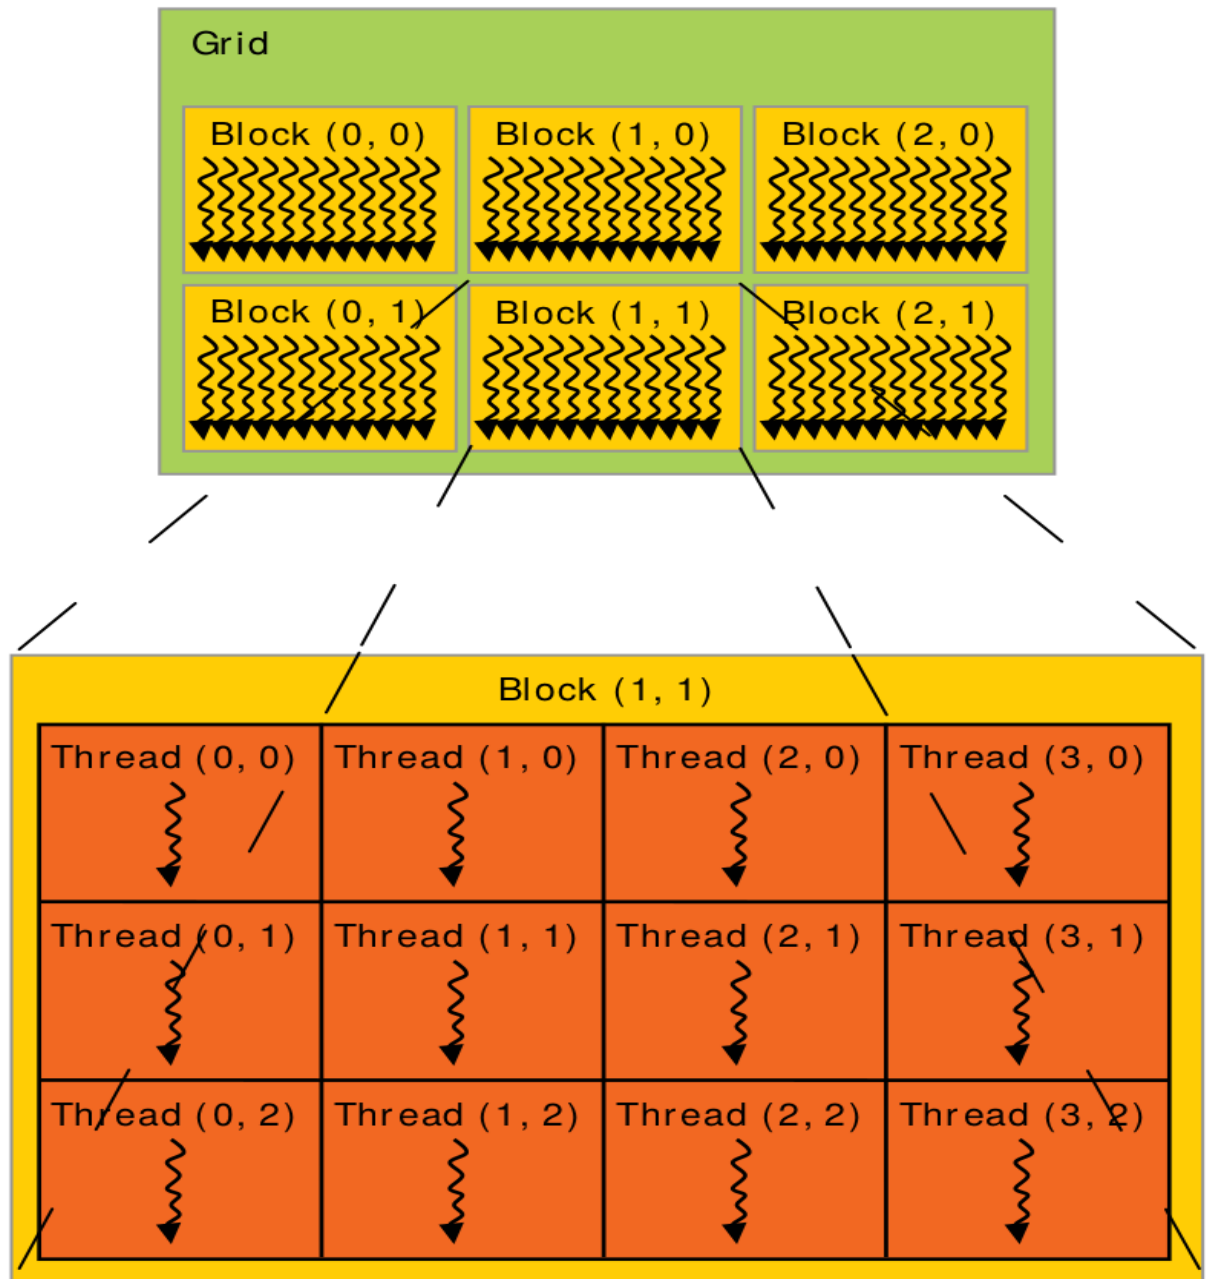 Grid
Block (0, 0) Block (1, 0) Block (2, 0)
Block (0, 1) Block (1, 1) Block (2, 1)
Block (1, 1)
Thread (0, 0) Thread (1, 0) Thread (2, 0) Thread (3, 0)
Thread (0, 1) Thread (1, 1) Thread (2, 1) Thread (3, 1)
Thread (0, 2) Thread (1, 2) Thread (2, 2) Thread (3, 2)